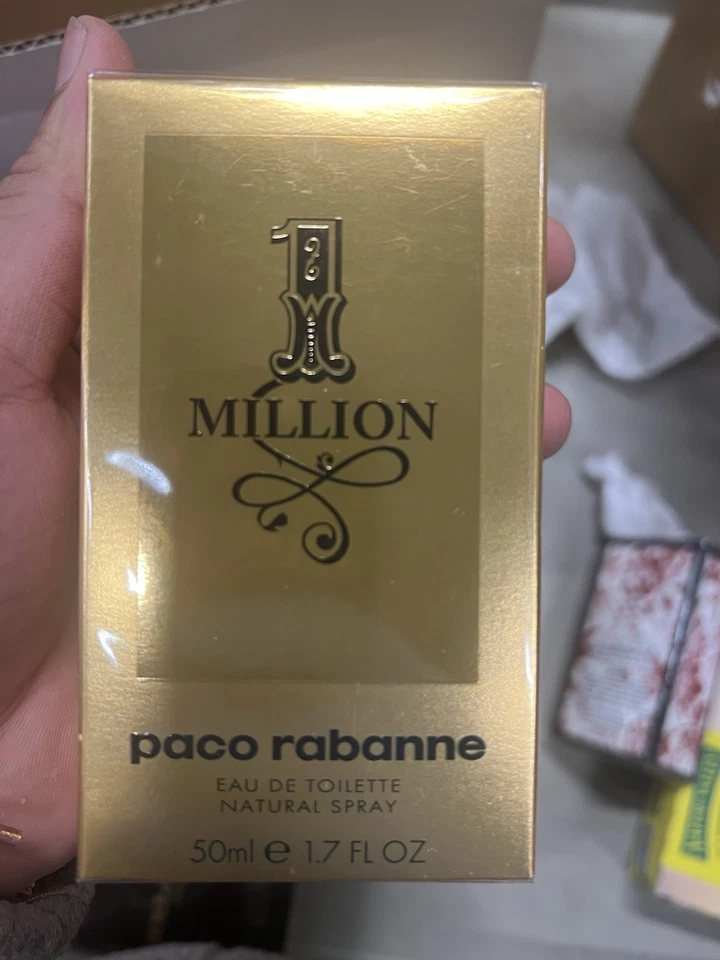 1
MILLION
paco rabanne
EAU DE TOILETTE
NATURAL SPRAY
50ml e 1.7 FL OZ